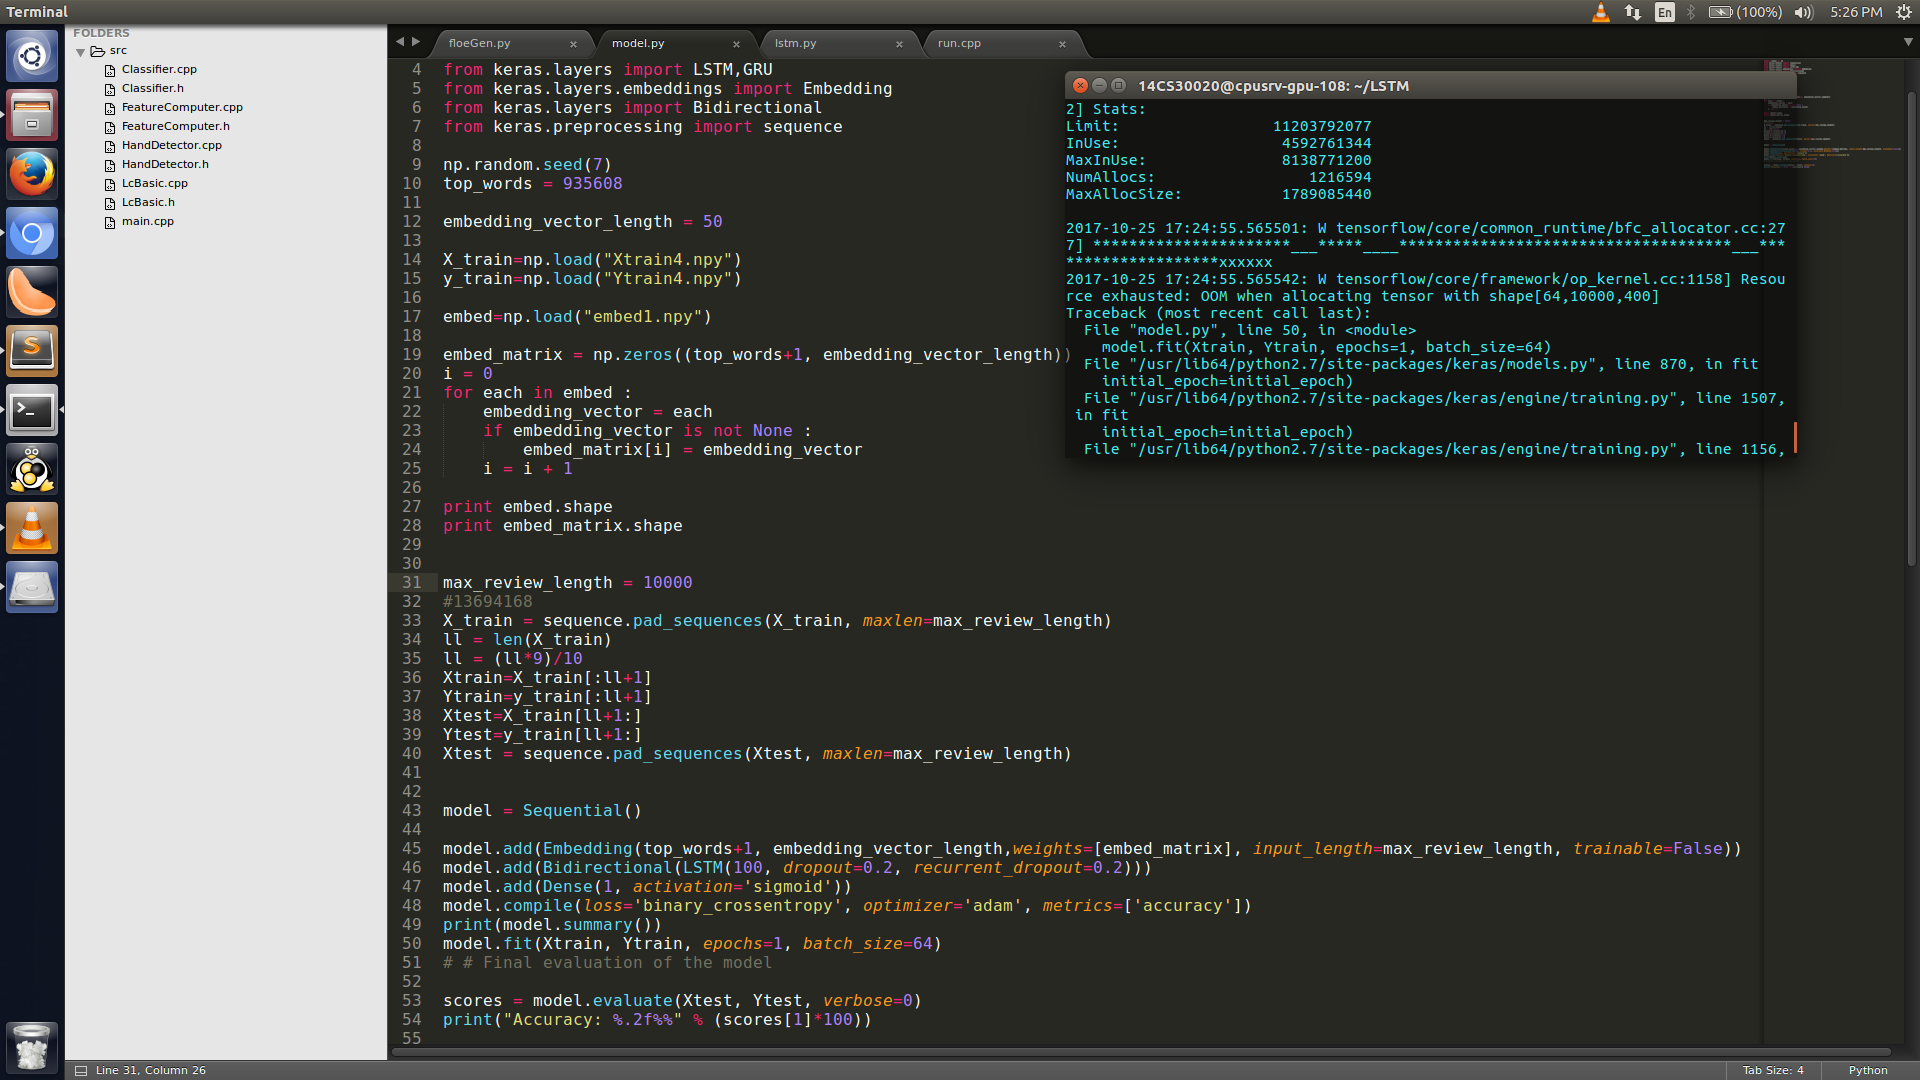 Terminal
En
(100%)
5:26 PM
FOLDERS
src
Classifier.cpp
Classifier.h
FeatureComputer.cpp
FeatureComputer.h
HandDetector.cpp
HandDetector.h
LcBasic.cpp
LcBasic.h
main.cpp
floeGen.py
model.py
lstm.py
run.cpp
4 from keras.layers import LSTM,GRU
5 from keras.layers.embeddings import Embedding
6 from keras.layers import Bidirectional
7 from keras.preprocessing import sequence
8
9 np.random.seed(7)
10 top_words = 935608
11
12 embedding_vector_length = 50
13
14 X_train=np.load("Xtrain4.npy")
15 y_train=np.load("Ytrain4.npy")
16
17 embed=np.load("embed1.npy")
18
19 embed_matrix = np.zeros((top_words+1, embedding_vector_length))
20 i = 0
21 for each in embed :
22 embedding_vector = each
23 if embedding_vector is not None :
24 embed_matrix[i] = embedding_vector
25 i = i + 1
26
27 print embed.shape
28 print embed_matrix.shape
29
30
31 max_review_length = 10000
32 #13694168
33 X_train = sequence.pad_sequences(X_train, maxlen=max_review_length)
34 ll = len(X_train)
35 ll = (ll*9)/10
36 Xtrain=X_train[:ll+1]
37 Ytrain=y_train[:ll+1]
38 Xtest=X_train[ll+1:]
39 Ytest=y_train[ll+1:]
40 Xtest = sequence.pad_sequences(Xtest, maxlen=max_review_length)
41
42
43 model = Sequential()
44
45 model.add(Embedding(top_words+1, embedding_vector_length,weights=[embed_matrix], input_length=max_review_length, trainable=False))
46 model.add(Bidirectional(LSTM(100, dropout=0.2, recurrent_dropout=0.2)))
47 model.add(Dense(1, activation='sigmoid'))
48 model.compile(loss='binary_crossentropy', optimizer='adam', metrics=['accuracy'])
49 print(model.summary())
50 model.fit(Xtrain, Ytrain, epochs=1, batch_size=64)
51 # # Final evaluation of the model
52
53 scores = model.evaluate(Xtest, Ytest, verbose=0)
54 print("Accuracy: %.2f%%" % (scores[1]*100))
55
14CS30020@cpusrv-gpu-108: ~/LSTM
2] Stats:
Limit: 11203792077
InUse: 4592761344
MaxInUse: 8138771200
NumAllocs: 1216594
MaxAllocSize: 1789085440
2017-10-25 17:24:55.565501: W tensorflow/core/common_runtime/bfc_allocator.cc:27
7] **********************___*****____*************************************___***
*****************xxxxxx
2017-10-25 17:24:55.565542: W tensorflow/core/framework/op_kernel.cc:1158] Resou
rce exhausted: OOM when allocating tensor with shape[64,10000,400]
Traceback (most recent call last):
File "model.py", line 50, in <module>
model.fit(Xtrain, Ytrain, epochs=1, batch_size=64)
File "/usr/lib64/python2.7/site-packages/keras/models.py", line 870, in fit
initial_epoch=initial_epoch)
File "/usr/lib64/python2.7/site-packages/keras/engine/training.py", line 1507,
in fit
initial_epoch=initial_epoch)
File "/usr/lib64/python2.7/site-packages/keras/engine/training.py", line 1156,
Line 31, Column 26
Tab Size: 4
Python